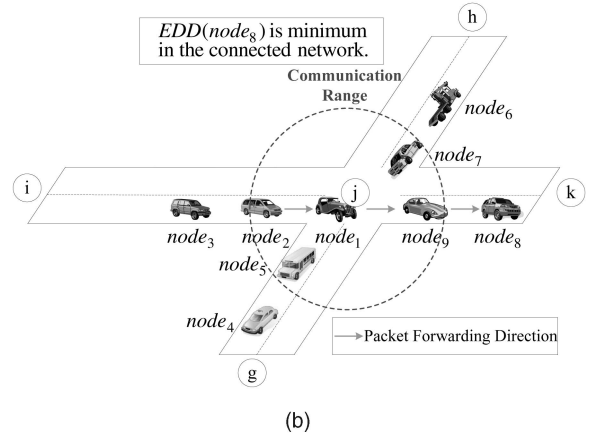 EDD(node₈) is minimum
in the connected network.
h
Communication
Range
node₆
node₇
i
j
k
node₃
node₂
node₁
node₉
node₈
node₅
node₄
Packet Forwarding Direction
g
(b)